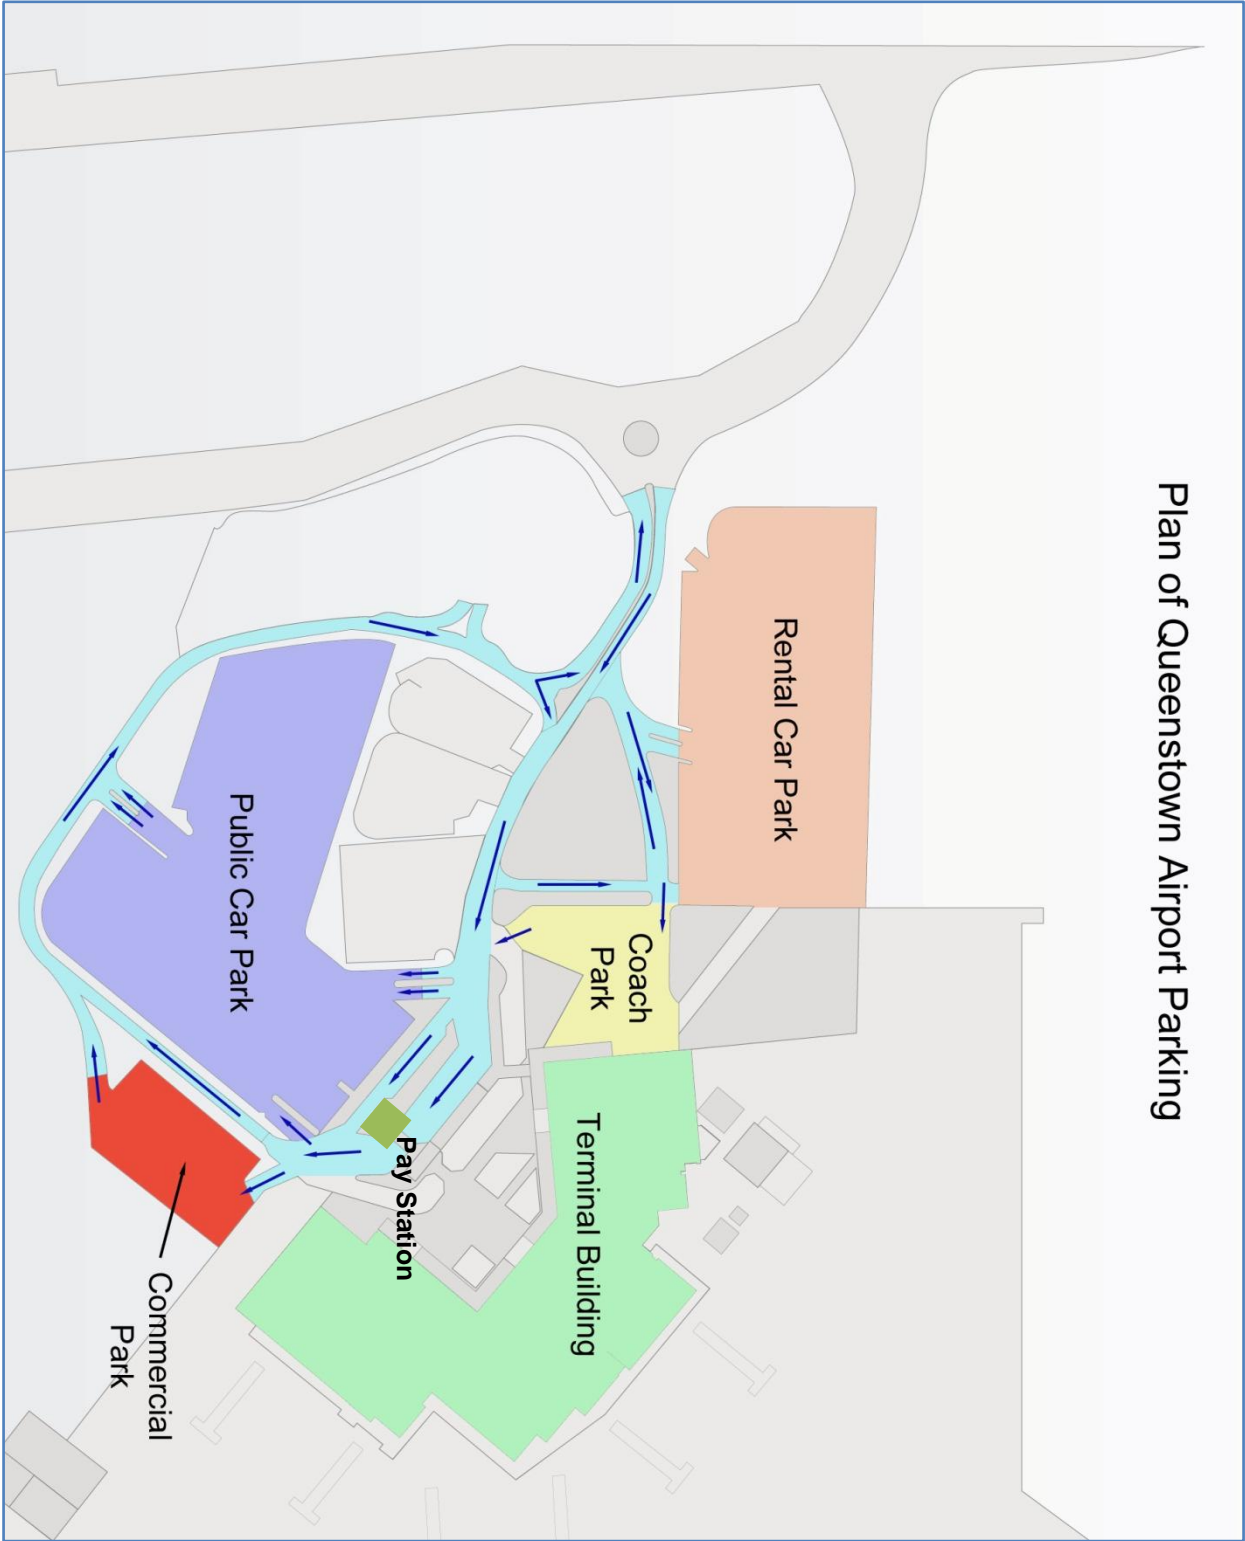 Plan of Queenstown Airport Parking
Rental Car Park
Coach
Park
Terminal Building
Pay Station
Public Car Park
Commercial
Park